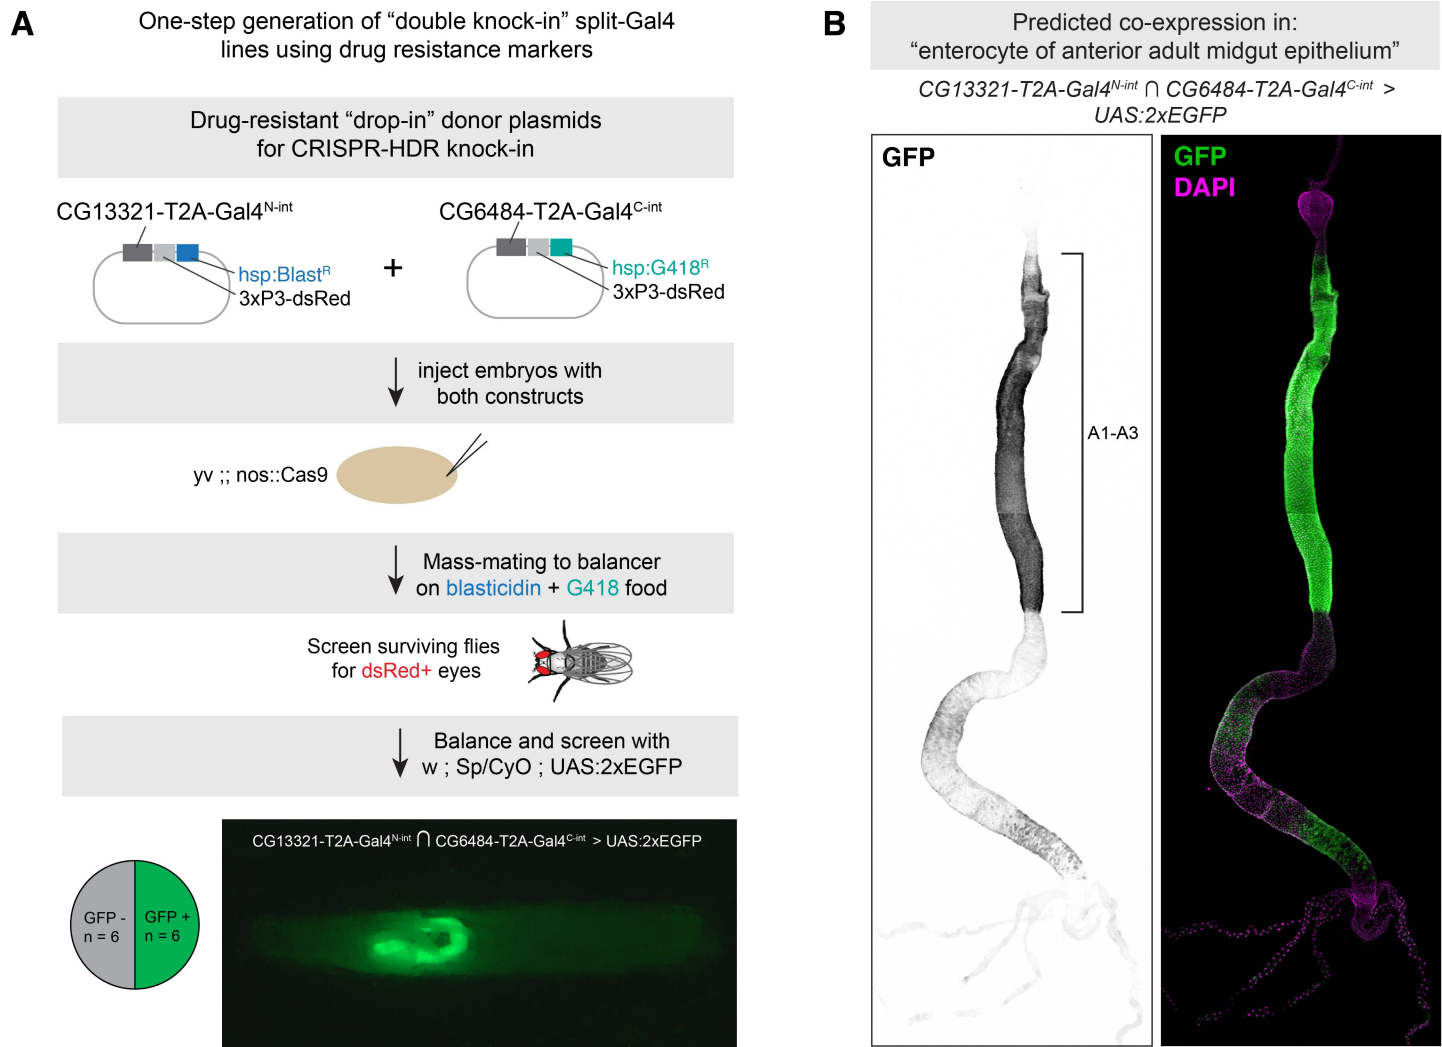 A
One-step generation of “double knock-in” split-Gal4
lines using drug resistance markers
Drug-resistant “drop-in” donor plasmids
for CRISPR-HDR knock-in
CG13321-T2A-Gal4N-int
CG6484-T2A-Gal4C-int
hsp:BlastR
3xP3-dsRed
+
hsp:G418R
3xP3-dsRed
inject embryos with
both constructs
yv ;; nos::Cas9
Mass-mating to balancer
on blasticidin + G418 food
Screen surviving flies
for dsRed+ eyes
Balance and screen with
w ; Sp/CyO ; UAS:2xEGFP
GFP -
n = 6
GFP +
n = 6
CG13321-T2A-Gal4N-int ∩ CG6484-T2A-Gal4C-int > UAS:2xEGFP
B
Predicted co-expression in:
“enterocyte of anterior adult midgut epithelium”
CG13321-T2A-Gal4N-int ∩ CG6484-T2A-Gal4C-int >
UAS:2xEGFP
GFP
A1-A3
GFP
DAPI